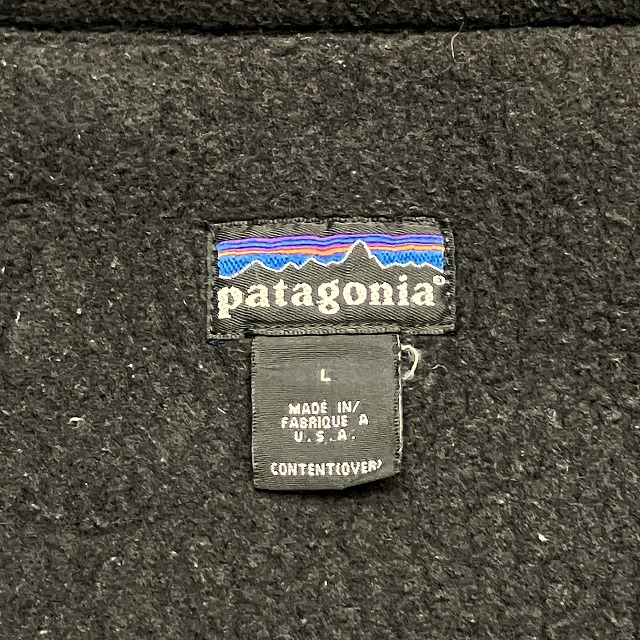 patagonia®
L
MADE IN/
FABRIQUE A
U.S.A.
CONTENT(OVER)